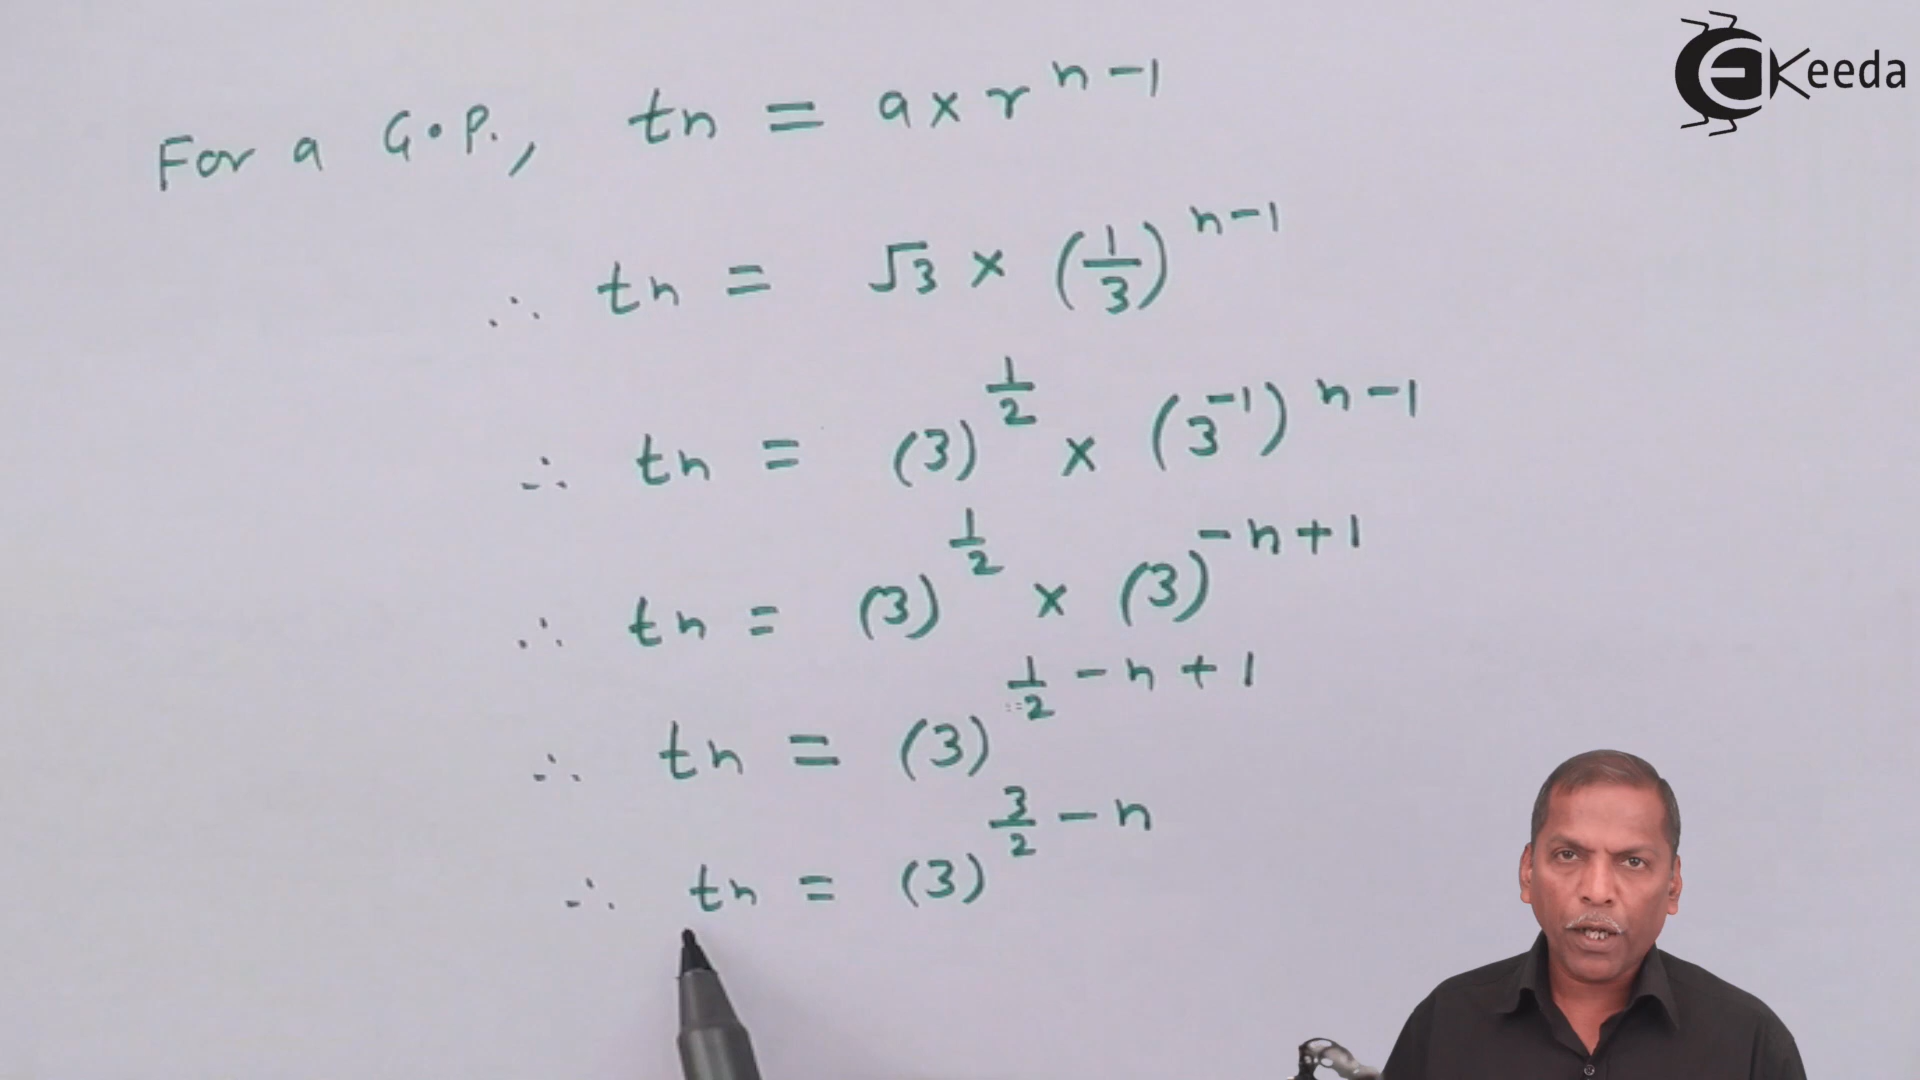 EKeeda
For a G.P., tn = a × r^(n-1)
∴ tn = √3 × (1/3)^(n-1)
∴ tn = (3)^(1/2) × (3^(-1))^(n-1)
∴ tn = (3)^(1/2) × (3)^(-n+1)
∴ tn = (3)^(1/2 - n + 1)
∴ tn = (3)^(3/2 - n)